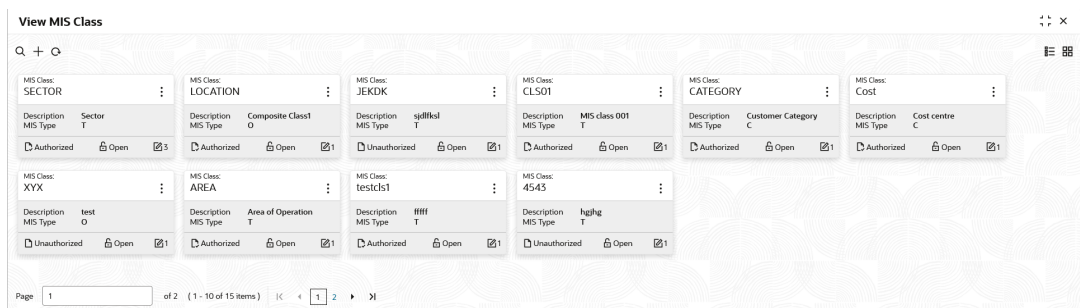 View MIS Class
MIS Class:
SECTOR
Description Sector
MIS Type T
Authorized Open 3
MIS Class:
LOCATION
Description Composite Class1
MIS Type O
Authorized Open 1
MIS Class:
JEKDK
Description sjdlfksl
MIS Type T
Unauthorized Open 1
MIS Class:
CLS01
Description MIS class 001
MIS Type T
Authorized Open 1
MIS Class:
CATEGORY
Description Customer Category
MIS Type C
Authorized Open 1
MIS Class:
Cost
Description Cost centre
MIS Type C
Authorized Open 1
MIS Class:
XYX
Description test
MIS Type O
Unauthorized Open 1
MIS Class:
AREA
Description Area of Operation
MIS Type T
Authorized Open 1
MIS Class:
testcls1
Description fffff
MIS Type T
Authorized Open 1
MIS Class:
4543
Description hgjhg
MIS Type T
Unauthorized Open 1
Page 1 of 2 ( 1 - 10 of 15 items ) 1 2